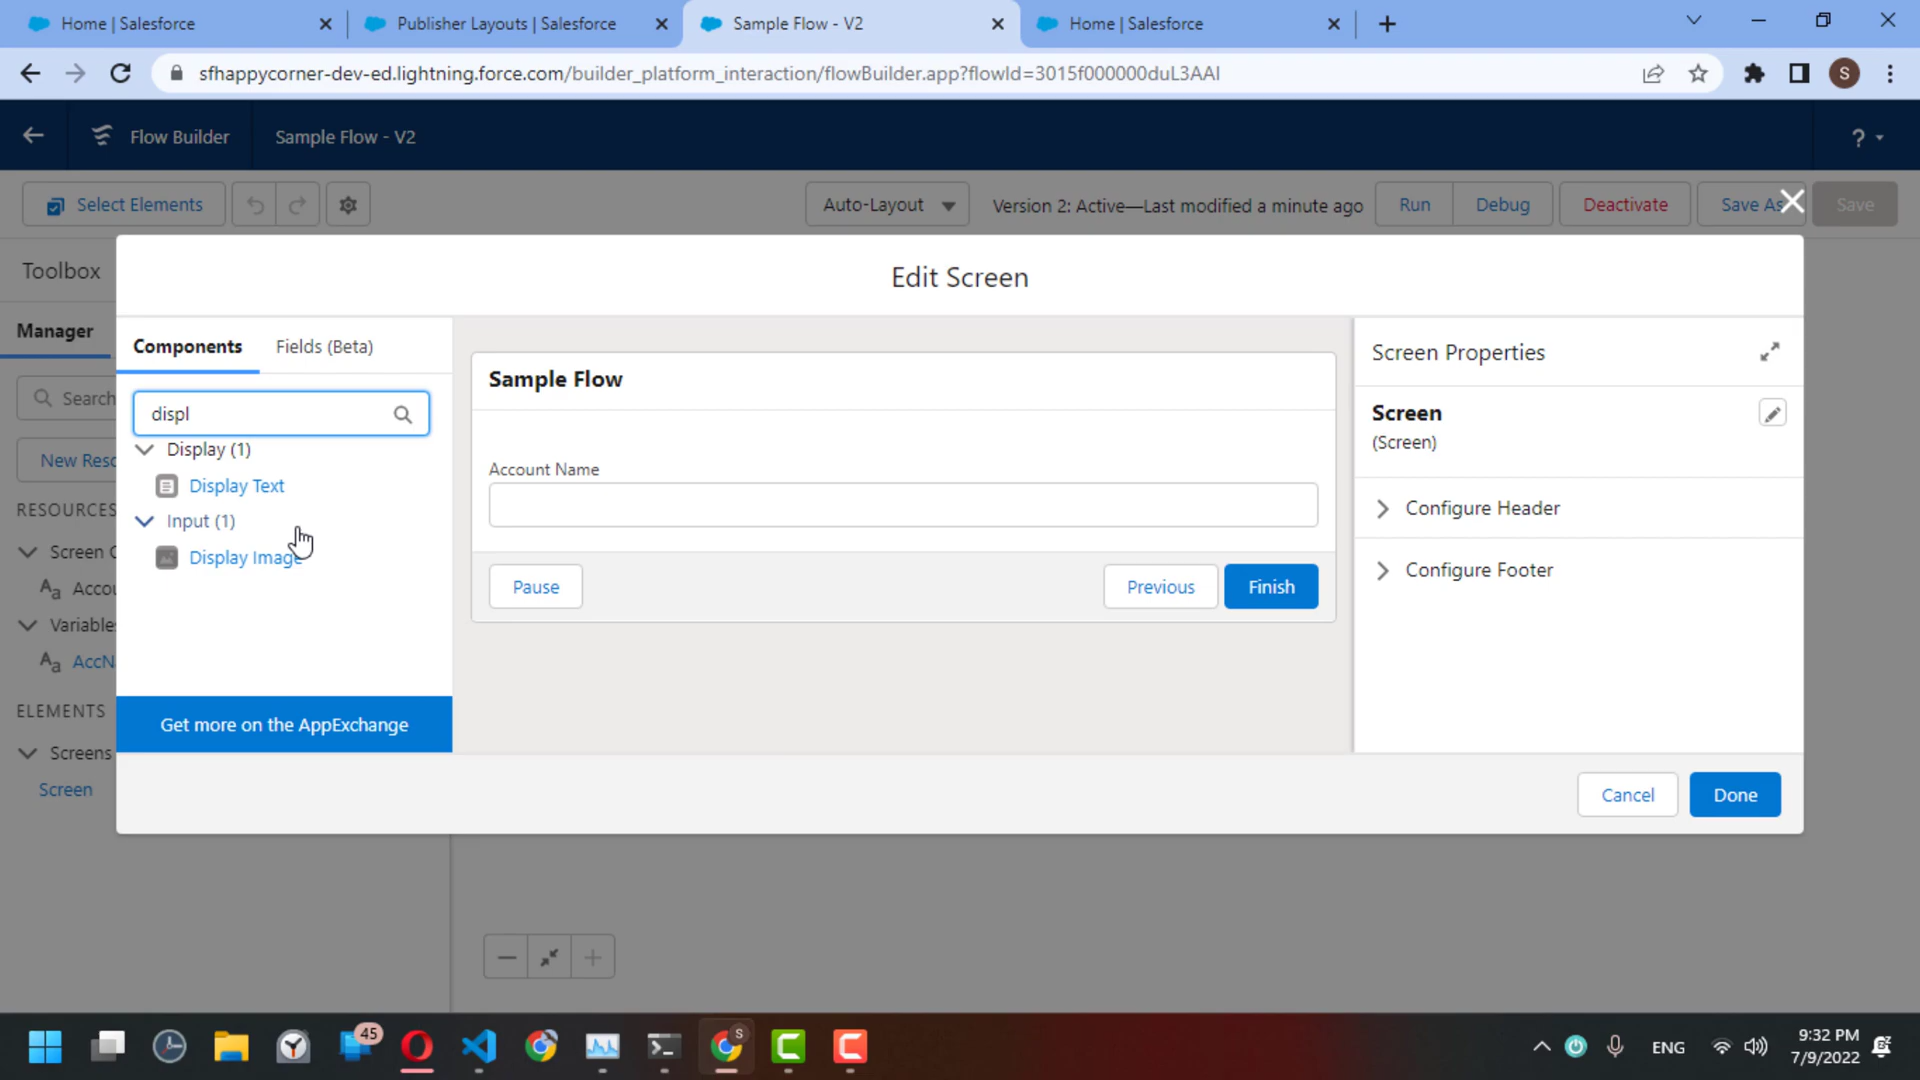 Home | Salesforce
Publisher Layouts | Salesforce
Sample Flow - V2
Home | Salesforce
sfhappycorner-dev-ed.lightning.force.com/builder_platform_interaction/flowBuilder.app?flowId=3015f000000duL3AAI
S
Flow Builder
Sample Flow - V2
?
Select Elements
Auto-Layout
Version 2: Active—Last modified a minute ago
Run
Debug
Deactivate
Save As
Save
Toolbox
Edit Screen
Manager
Components
Fields (Beta)
Search
displ
New Reso
RESOURCES
Screen C
Aa Accou
Variables
Aa AccN
ELEMENTS
Screens
Screen
Display (1)
Display Text
Input (1)
Display Image
Get more on the AppExchange
Sample Flow
Account Name
Pause
Previous
Finish
Screen Properties
Screen
(Screen)
Configure Header
Configure Footer
Cancel
Done
45
S
ENG
9:32 PM
7/9/2022